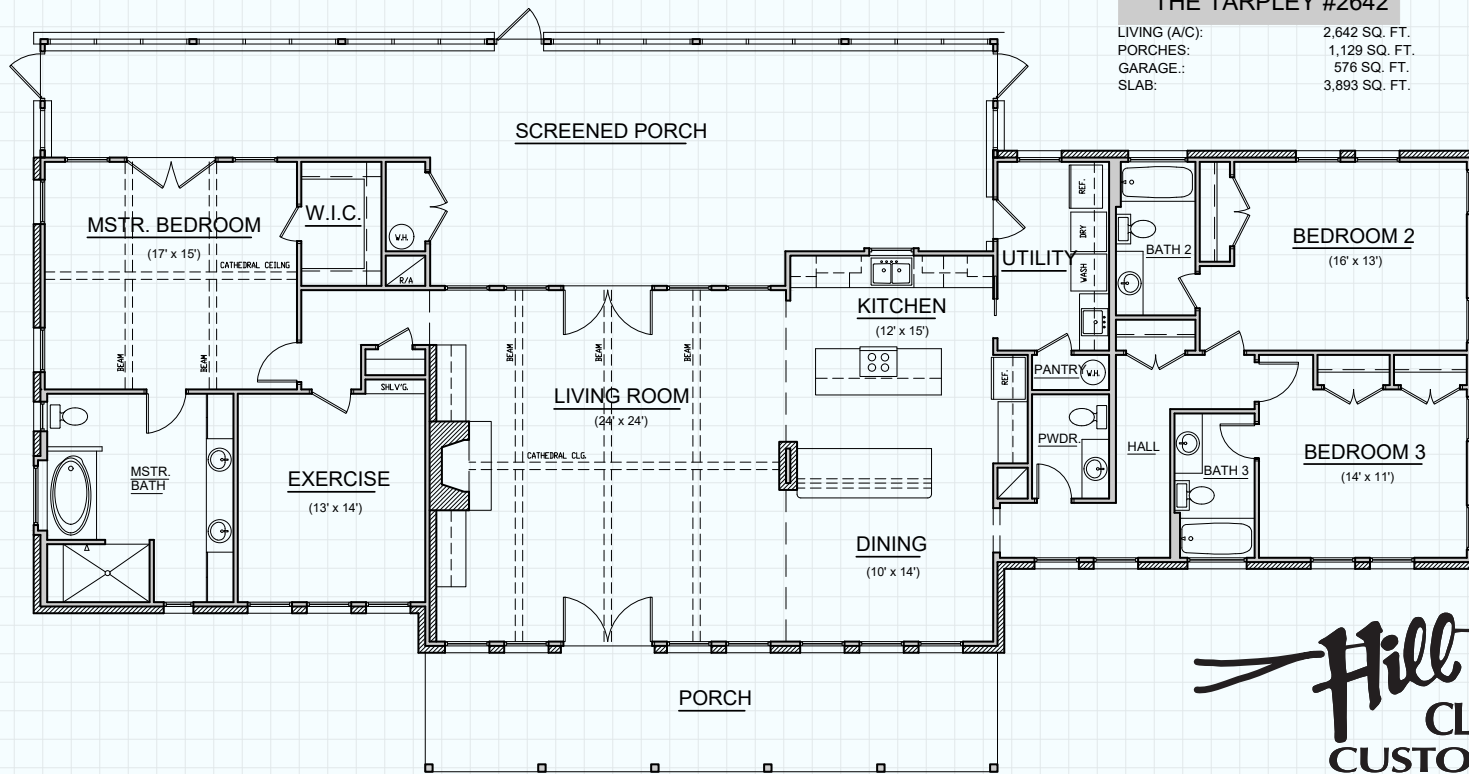 THE TARPLEY #2642
LIVING (A/C): 2,642 SQ. FT.
PORCHES: 1,129 SQ. FT.
GARAGE.: 576 SQ. FT.
SLAB: 3,893 SQ. FT.
SCREENED PORCH
MSTR. BEDROOM
(17' x 15')
CATHEDRAL CEILNG
BEAM
BEAM
W.I.C.
W.H.
R/A
SHLV'G.
MSTR.
BATH
EXERCISE
(13' x 14')
BEAM
BEAM
BEAM
LIVING ROOM
(24' x 24')
CATHEDRAL CLG.
KITCHEN
(12' x 15')
DINING
(10' x 14')
REF.
UTILITY
REF.
DRY
WASH
PANTRY
W.H.
PWDR.
HALL
BATH 2
BEDROOM 2
(16' x 13')
BATH 3
BEDROOM 3
(14' x 11')
PORCH
Hill
CL
CUSTO